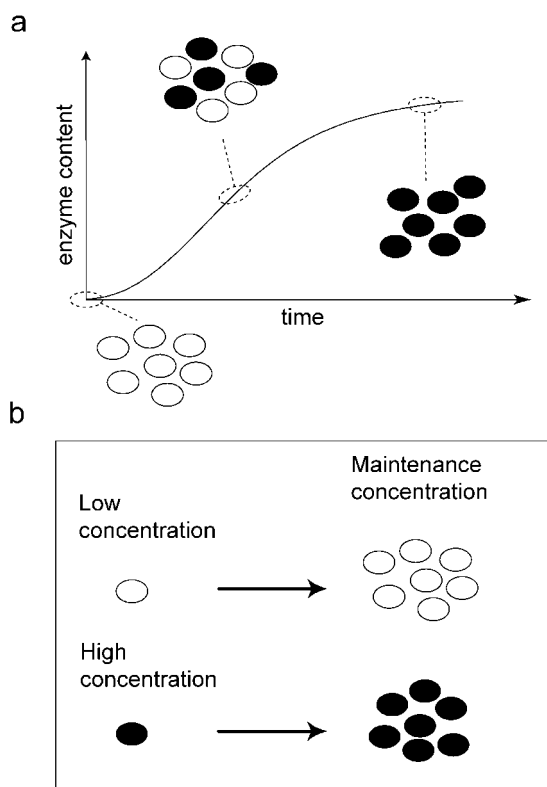 a
enzyme content
time
b
Maintenance
concentration
Low
concentration
High
concentration